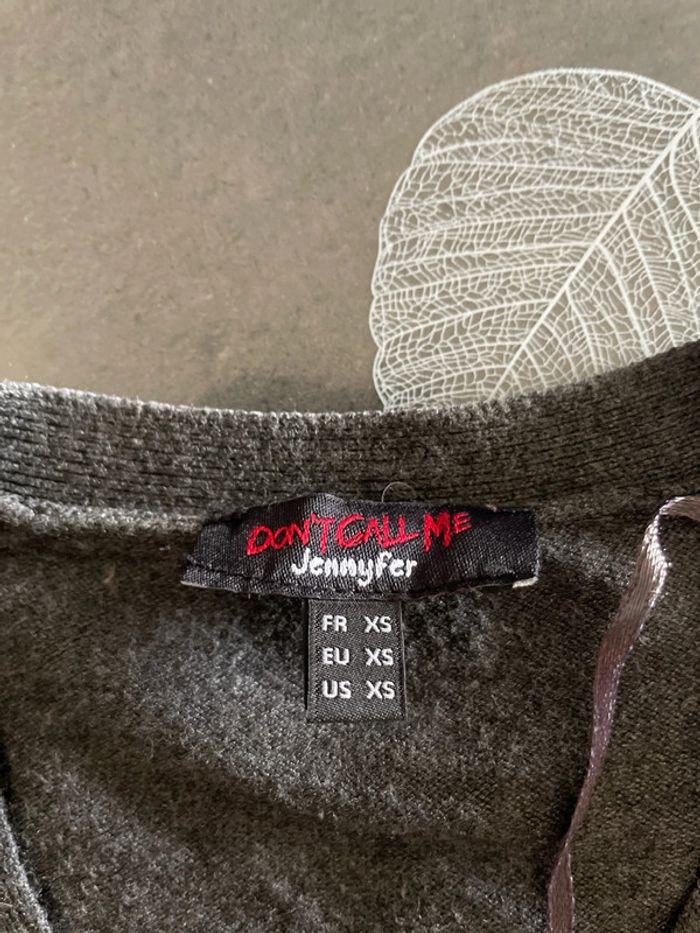 DON'T CALL ME
Jennyfer
FR XS
EU XS
US XS